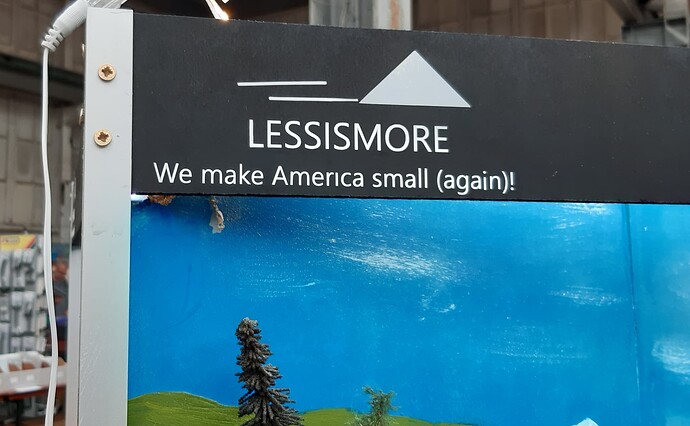 LESSISMORE
We make America small (again)!